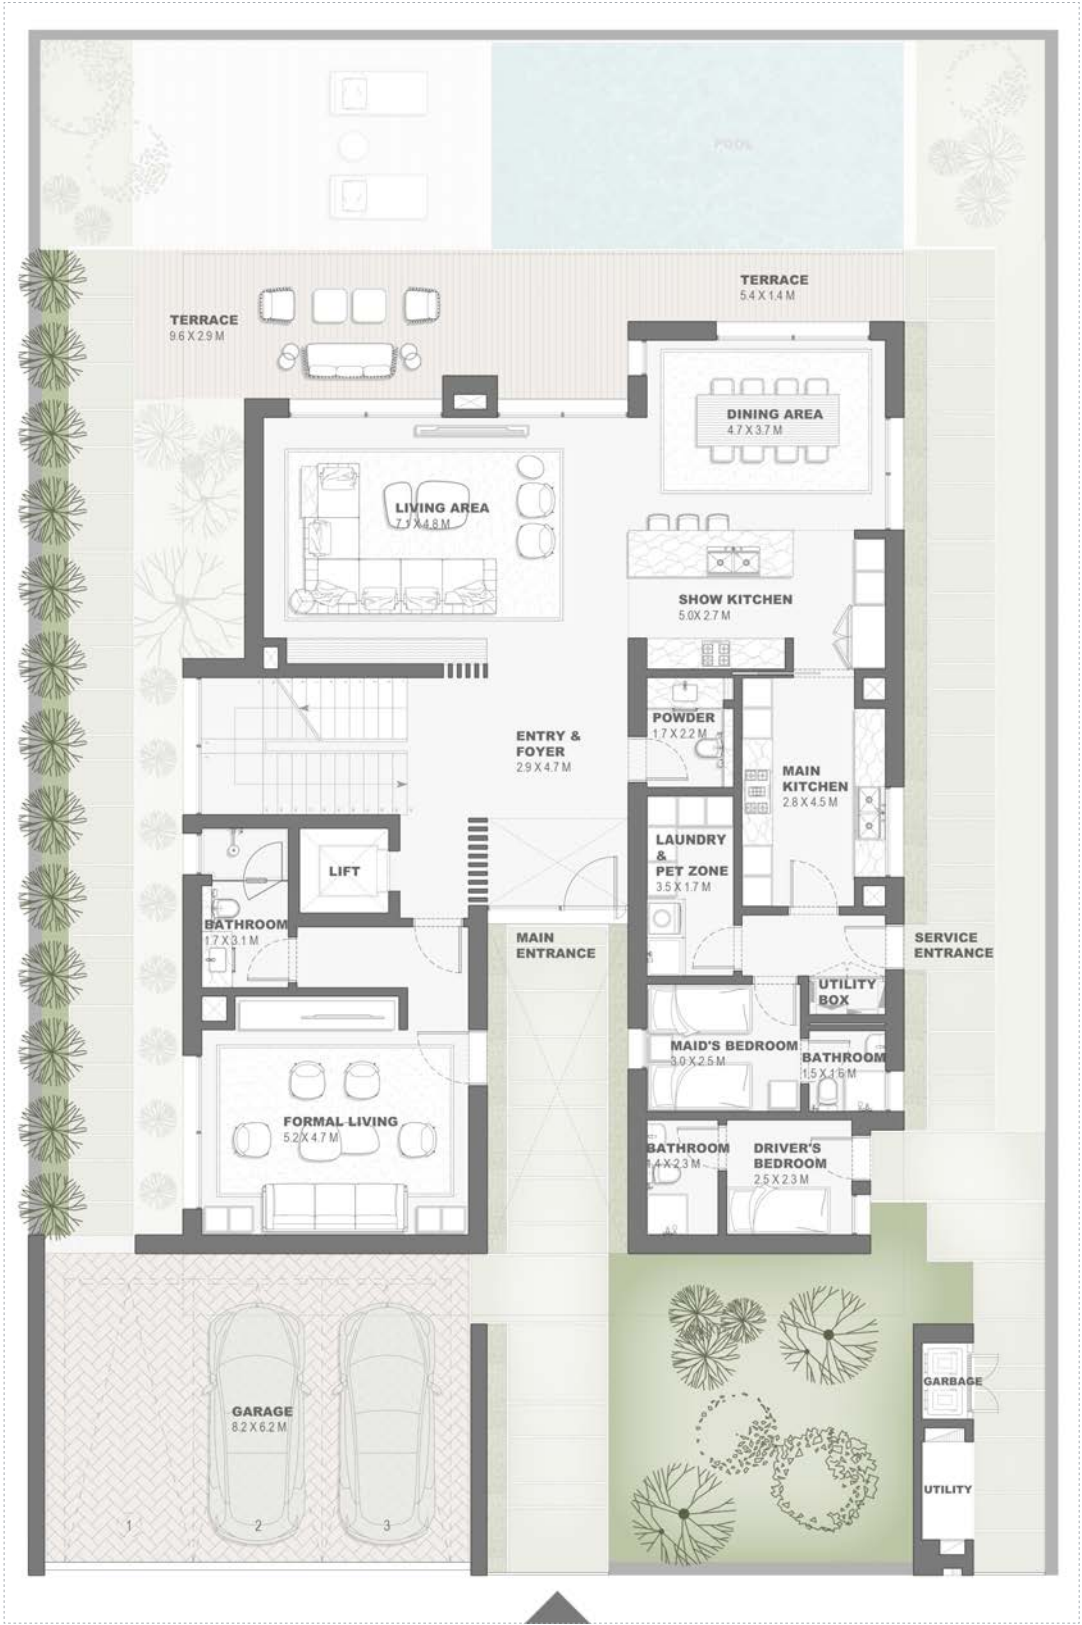 POOL
TERRACE
5.4 X 1.4 M
TERRACE
9.6 X 2.9 M
DINING AREA
4.7 X 3.7 M
LIVING AREA
7.1 X 4.8 M
SHOW KITCHEN
5.0X 2.7 M
POWDER
1.7 X 2.2 M
ENTRY &
FOYER
2.9 X 4.7 M
MAIN
KITCHEN
2.8 X 4.5 M
LAUNDRY
&
PET ZONE
3.5 X 1.7 M
LIFT
BATHROOM
1.7 X 3.1 M
MAIN
ENTRANCE
SERVICE
ENTRANCE
UTILITY
BOX
MAID'S BEDROOM
3.0 X 2.5 M
BATHROOM
1.5 X 1.6 M
FORMAL LIVING
5.2 X 4.7 M
BATHROOM
1.4 X 2.3 M
DRIVER'S
BEDROOM
2.5 X 2.3 M
GARBAGE
GARAGE
8.2 X 6.2 M
UTILITY
1
2
3